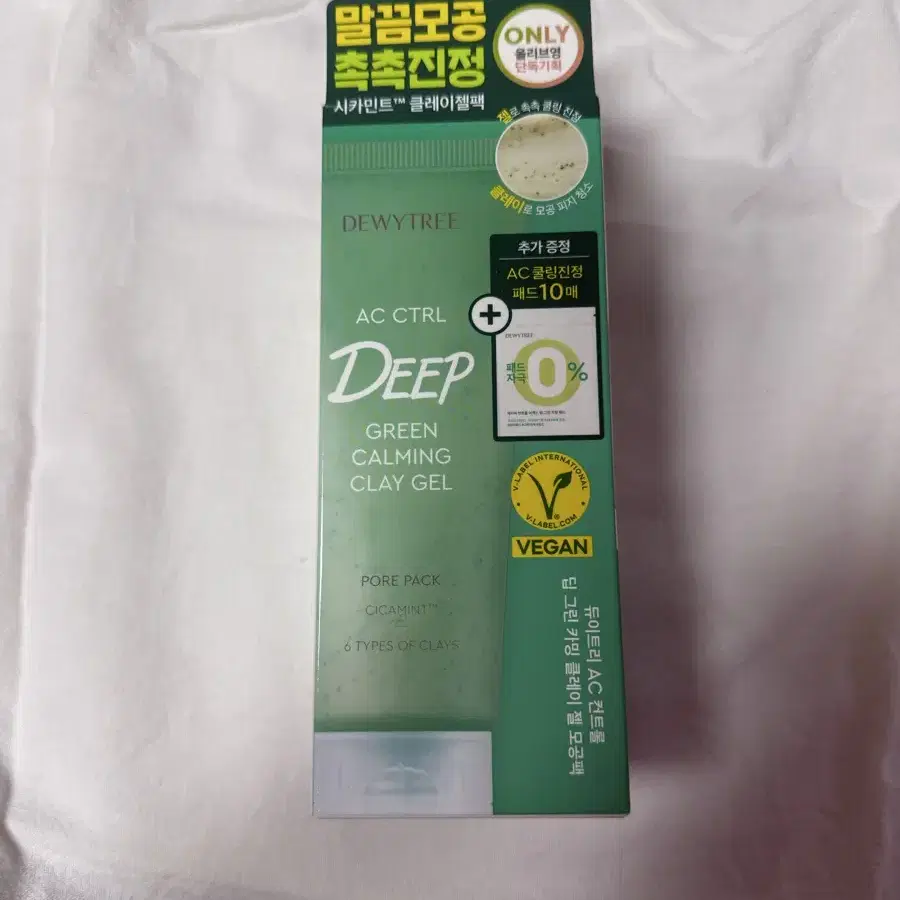 말끔모공
촉촉진정
시카민트™ 클레이젤팩
ONLY
올리브영
단독기획
젤로 촉촉 쿨링 진정
클레이로 모공 피지 청소
DEWYTREE
AC CTRL
DEEP
GREEN
CALMING
CLAY GEL
PORE PACK
CICAMINT™
6 TYPES OF CLAYS
추가 증정
AC 쿨링진정
패드10매
+
DEWYTREE
패드
자극
0%
V-LABEL INTERNATIONAL
V-LABEL.COM
VEGAN
듀이트리 AC 컨트롤
딥 그린 카밍 클레이 젤 모공팩